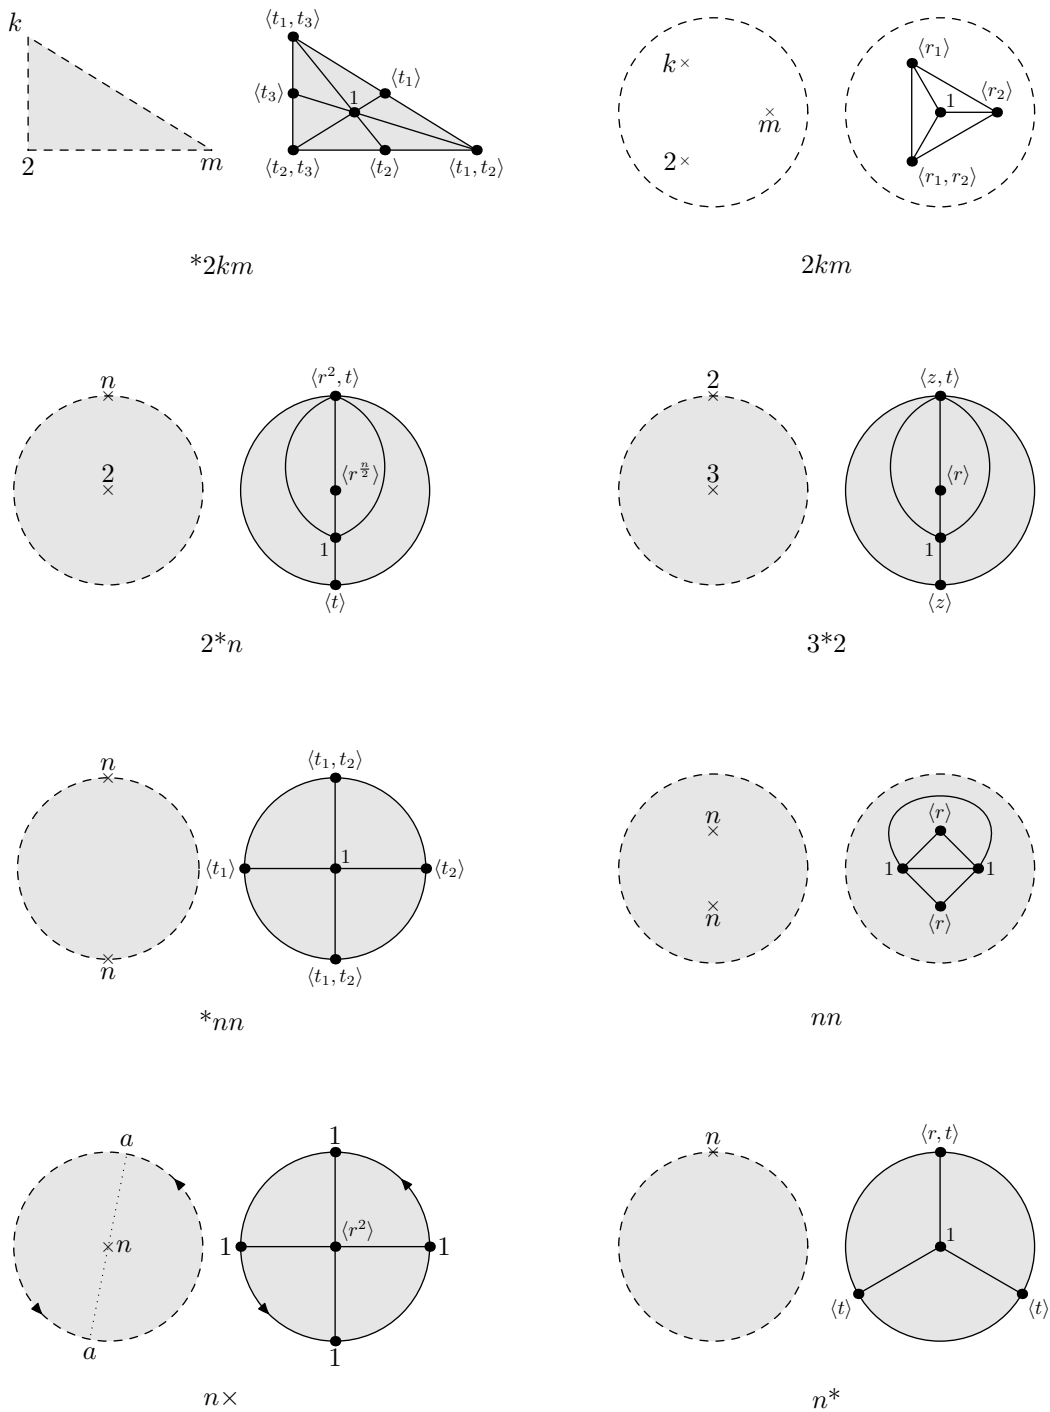 k
2
m
⟨t₁, t₃⟩
⟨t₃⟩
1
⟨t₁⟩
⟨t₂, t₃⟩
⟨t₂⟩
⟨t₁, t₂⟩
*2km
k×
×
m
2×
⟨r₁⟩
1
⟨r₂⟩
⟨r₁, r₂⟩
2km
n
×
2
×
⟨r², t⟩
⟨r^{n/2}⟩
1
⟨t⟩
2*n
2
×
3
×
⟨z, t⟩
⟨r⟩
1
⟨z⟩
3*2
n
×
×
n
⟨t₁, t₂⟩
⟨t₁⟩
1
⟨t₂⟩
⟨t₁, t₂⟩
*nn
n
×
×
n
⟨r⟩
1
1
⟨r⟩
nn
a
×n
a
1
1
⟨r²⟩
1
1
n×
n
×
⟨r, t⟩
1
⟨t⟩
⟨t⟩
n*